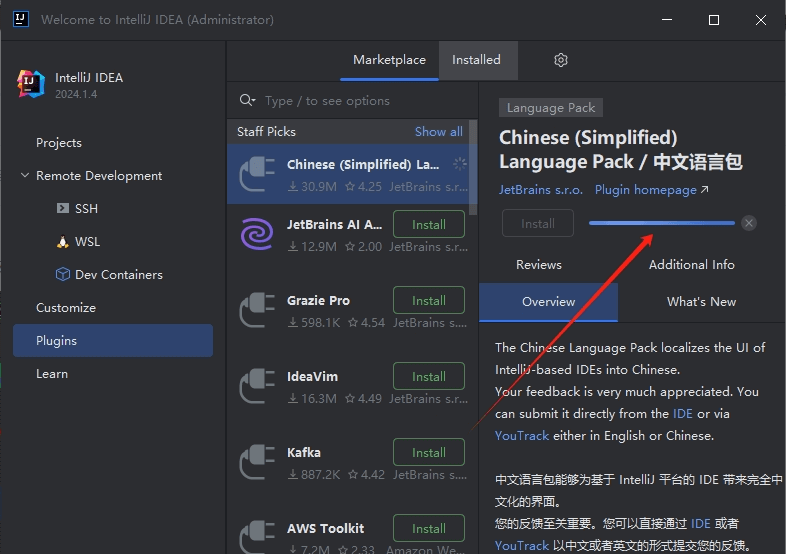 Welcome to IntelliJ IDEA (Administrator)
IntelliJ IDEA
2024.1.4
Projects
Remote Development
SSH
WSL
Dev Containers
Customize
Plugins
Learn
Marketplace
Installed
Type / to see options
Staff Picks Show all
Chinese (Simplified) La...
30.9M 4.25 JetBrains s.r...
JetBrains AI A... Install
12.9M 2.00 JetBrains s.r...
Grazie Pro Install
598.1K 4.54 JetBrains s....
IdeaVim Install
16.3M 4.49 JetBrains s.r...
Kafka Install
887.2K 4.42 JetBrains s....
AWS Toolkit Install
7.2M 2.33 Amazon We...
Language Pack
Chinese (Simplified)
Language Pack / 中文语言包
JetBrains s.r.o. Plugin homepage
Install
Reviews Additional Info
Overview What's New
The Chinese Language Pack localizes the UI of
IntelliJ-based IDEs into Chinese.
Your feedback is very much appreciated. You
can submit it directly from the IDE or via
YouTrack either in English or Chinese.
中文语言包能够为基于 IntelliJ 平台的 IDE 带来完全中
文化的界面。
您的反馈至关重要。您可以直接通过 IDE 或者
YouTrack 以中文或者英文的形式提交您的反馈。